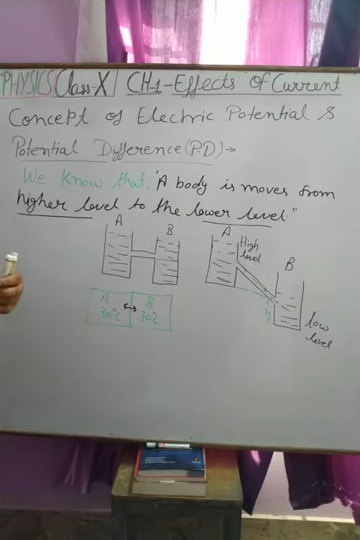 PHYSICS Class-X CH-1-Effects Of Current
Concept of Electric Potential &
Potential Difference (P.D)→
We Know that, "A body is moves from
higher level to the lower level."
A B
A
High
level
B
A B
30°C ↔ 30°C
h
low
level